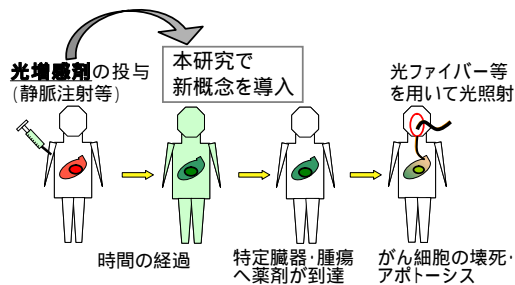 光増感剤の投与
(静脈注射等)
本研究で
新概念を導入
光ファイバー等
を用いて光照射
時間の経過
特定臓器･腫瘍
へ薬剤が到達
がん細胞の壊死･
アポトーシス